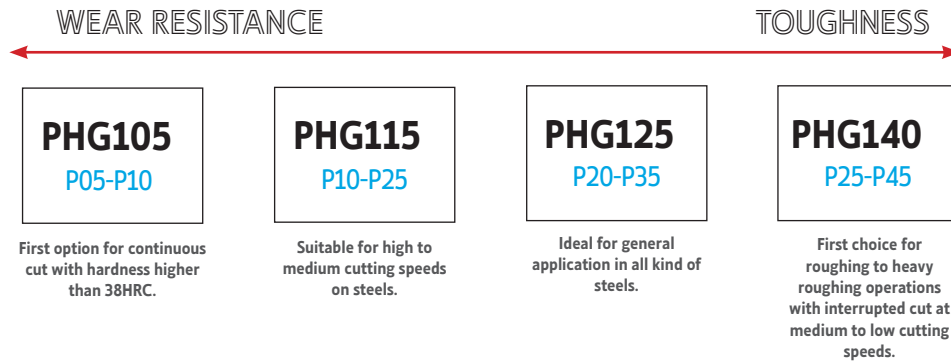 WEAR RESISTANCE
TOUGHNESS
PHG105
P05-P10
First option for continuous
cut with hardness higher
than 38HRC.
PHG115
P10-P25
Suitable for high to
medium cutting speeds
on steels.
PHG125
P20-P35
Ideal for general
application in all kind of
steels.
PHG140
P25-P45
First choice for
roughing to heavy
roughing operations
with interrupted cut at
medium to low cutting
speeds.